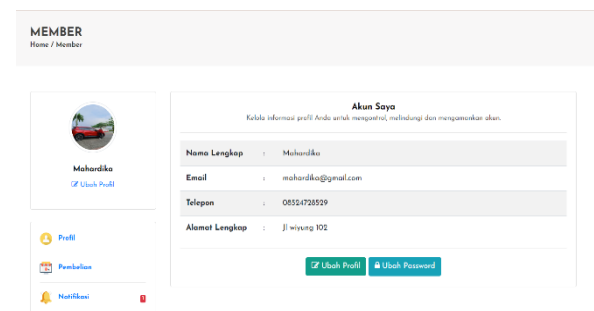 MEMBER
Home / Member
Mahardika
Ubah Profil
Profil
Pembelian
Notifikasi
Akun Saya
Kelola informasi profil Anda untuk mengontrol, melindungi dan mengamankan akun.
Nama Lengkap : Mahardika
Email : mahardika@gmail.com
Telepon : 08524728529
Alamat Lengkap : Jl wiyung 102
Ubah Profil Ubah Password